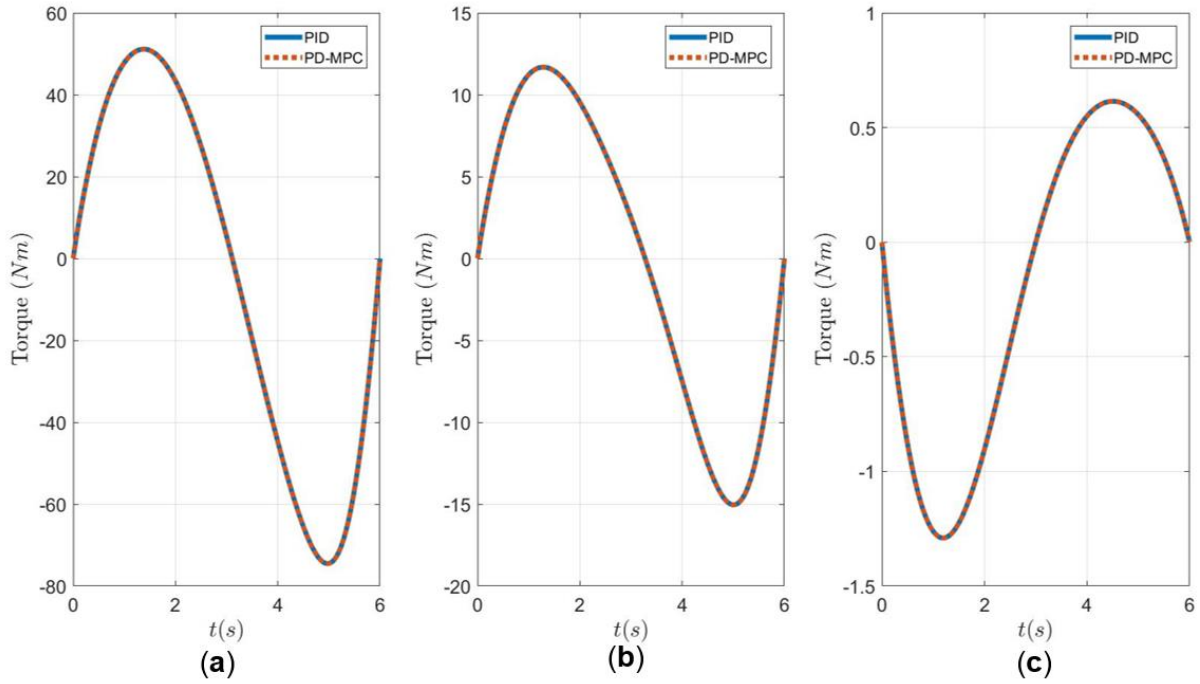 60
40
20
0
-20
-40
-60
-80
Torque (Nm)
0 2 4 6
t(s)
PID
PD-MPC
(a)
15
10
5
0
-5
-10
-15
-20
Torque (Nm)
0 2 4 6
t(s)
PID
PD-MPC
(b)
1
0.5
0
-0.5
-1
-1.5
Torque (Nm)
0 2 4 6
t(s)
PID
PD-MPC
(c)